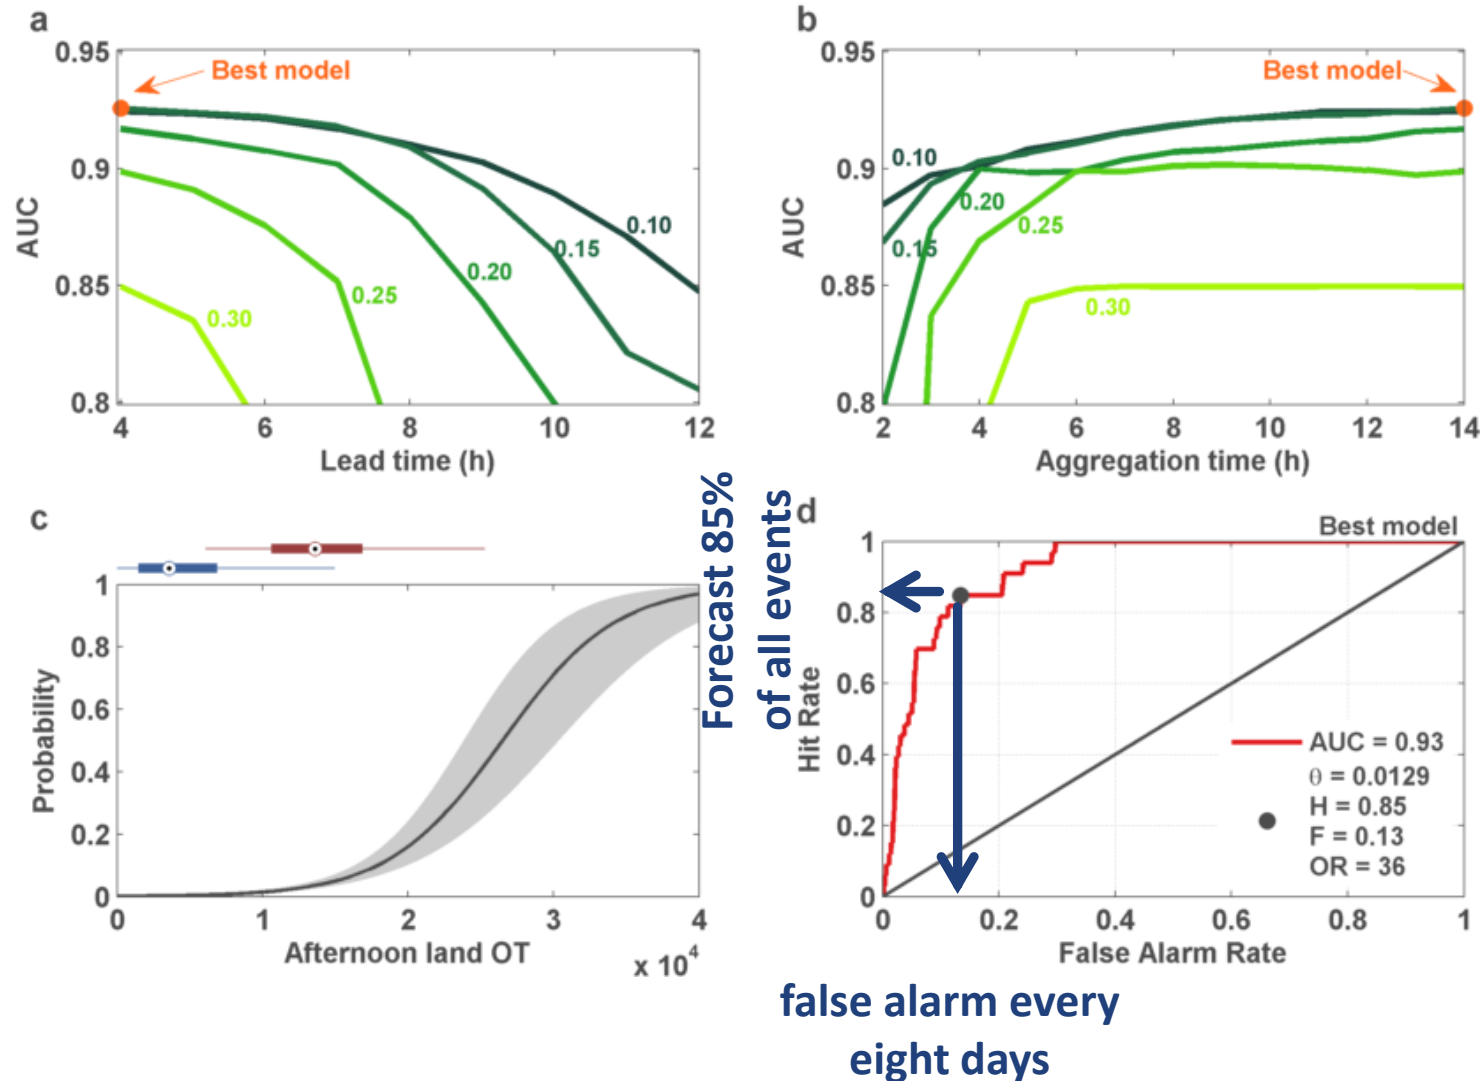 a
0.95
0.9
0.85
0.8
AUC
Best model
0.10
0.15
0.20
0.25
0.30
4
6
8
10
12
Lead time (h)
b
0.95
0.9
0.85
0.8
AUC
Best model
0.10
0.15
0.20
0.25
0.30
2
4
6
8
10
12
14
Aggregation time (h)
c
1
0.8
0.6
0.4
0.2
0
Probability
0
1
2
3
4
Afternoon land OT
x 10⁴
Forecast 85%
of all events
d
Best model
1
0.8
0.6
0.4
0.2
0
Hit Rate
AUC = 0.93
θ = 0.0129
H = 0.85
F = 0.13
OR = 36
0
0.2
0.4
0.6
0.8
1
False Alarm Rate
false alarm every
eight days